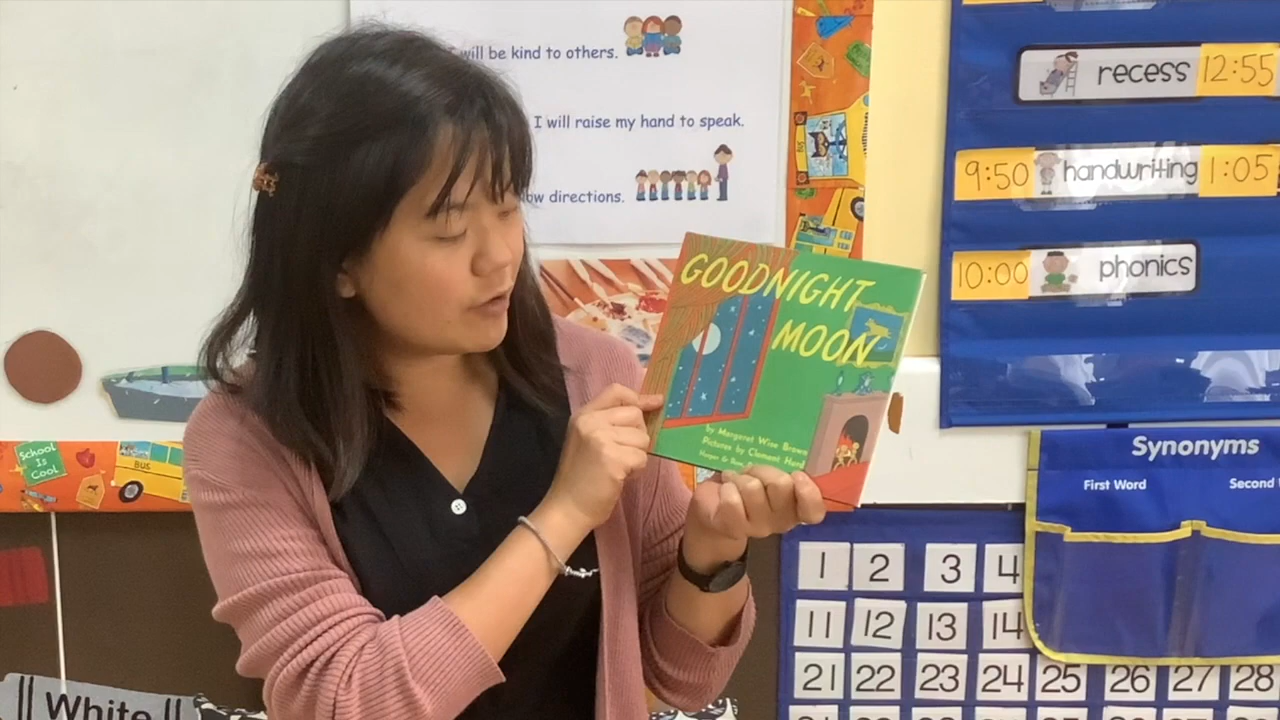 will be kind to others.
I will raise my hand to speak.
directions.
GOODNIGHT
MOON
by Margaret Wise Brown
Pictures by Clement
Harper &
recess 12:55
9:50 handwriting 1:05
10:00 phonics
Synonyms
First Word Second
School
Is
Cool
BUS
White
1 2 3 4
11 12 13 14
21 22 23 24 25 26 27 28